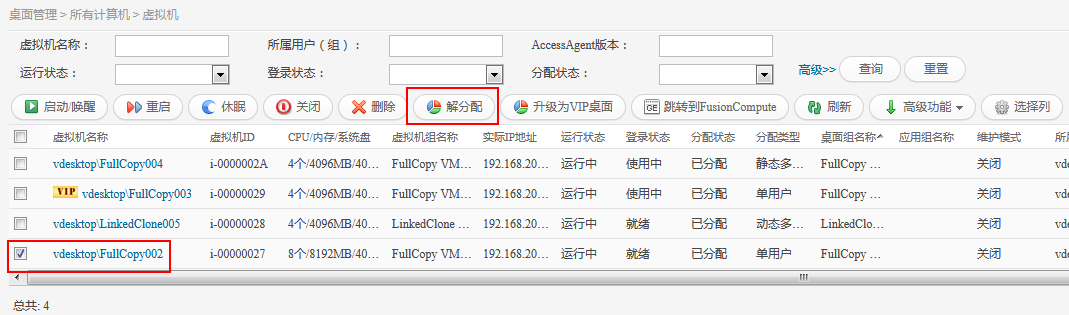 桌面管理 > 所有计算机 > 虚拟机
虚拟机名称： 所属用户（组）： AccessAgent版本：
运行状态： 登录状态： 分配状态： 高级>> 查询 重置
启动/唤醒 重启 休眠 关闭 删除 解分配 升级为VIP桌面 GE 跳转到FusionCompute 刷新 高级功能 选择列
虚拟机名称 虚拟机ID CPU/内存/系统盘 虚拟机组名称 实际IP地址 运行状态 登录状态 分配状态 分配类型 桌面组名称 应用组名称 维护模式 所
vdesktop\FullCopy004 i-0000002A 4个/4096MB/40… FullCopy VM… 192.168.20… 运行中 使用中 已分配 静态多… FullCopy … 关闭 vde
VIP vdesktop\FullCopy003 i-00000029 4个/4096MB/40… FullCopy VM… 192.168.20… 运行中 使用中 已分配 单用户 FullCopy … 关闭 vde
vdesktop\LinkedClone005 i-00000028 4个/4096MB/40… LinkedClone … 192.168.20… 运行中 就绪 已分配 动态多… LinkedClo… 关闭 vde
vdesktop\FullCopy002 i-00000027 8个/8192MB/40… FullCopy VM… 192.168.20… 运行中 就绪 已分配 单用户 FullCopy … 关闭 vde
总共: 4